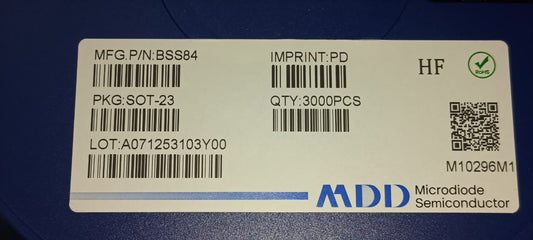 MFG.P/N:BSS84
IMPRINT:PD
HF
RoHS
PKG:SOT-23
QTY:3000PCS
LOT:A071253103Y00
M10296M1
MDD Microdiode
Semiconductor